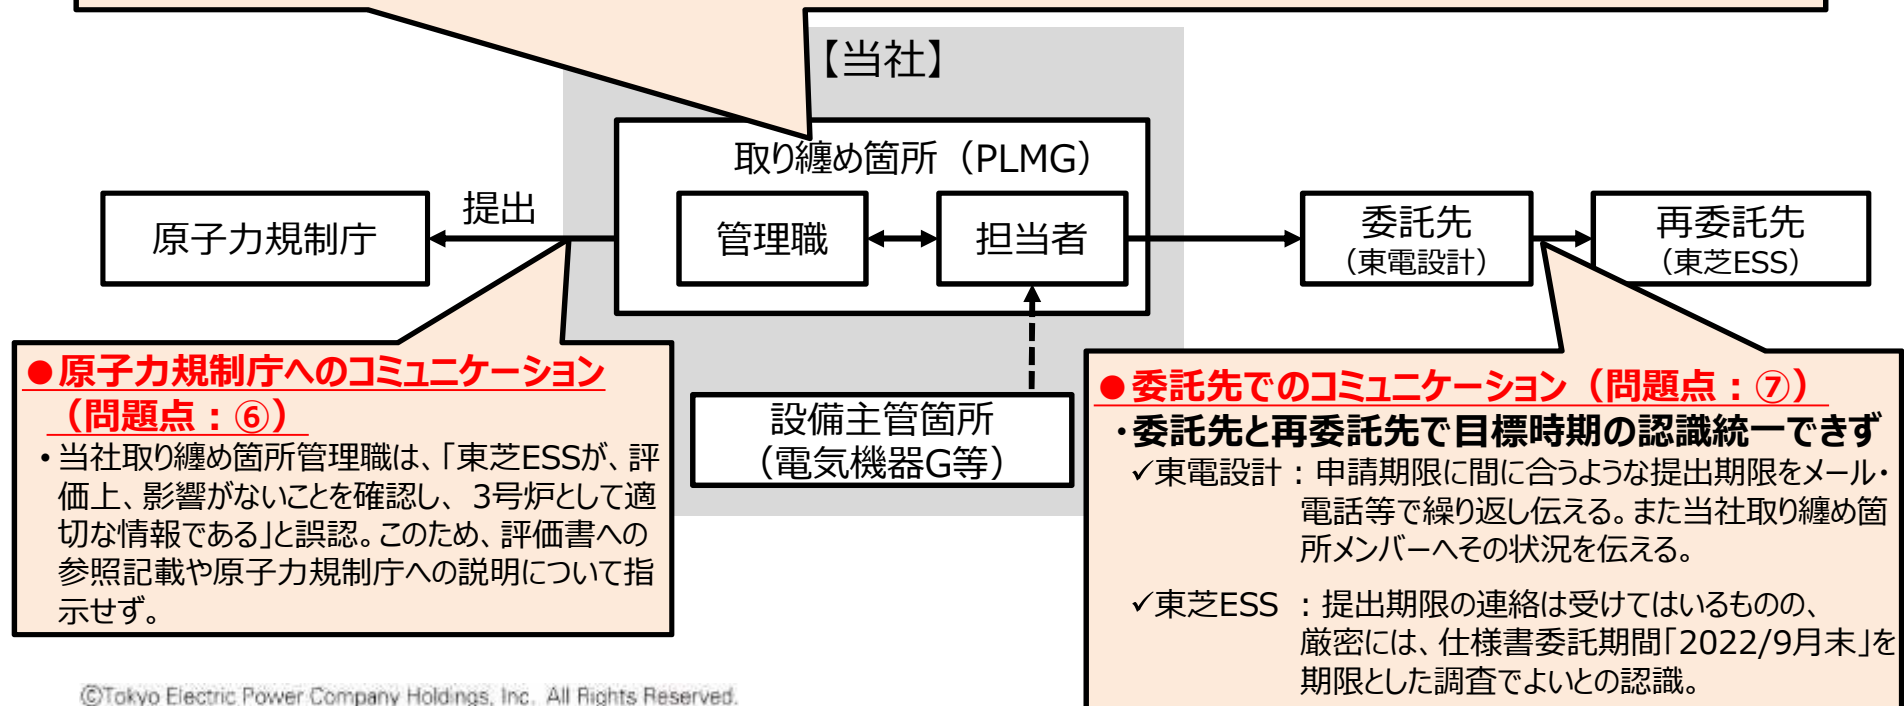 【当社】
取り纏め箇所（PLMG）
原子力規制庁
提出
管理職
担当者
委託先
（東電設計）
再委託先
（東芝ESS）
設備主管箇所
（電気機器G等）
●原子力規制庁へのコミュニケーション
（問題点：⑥）
・当社取り纏め箇所管理職は、「東芝ESSが、評
価上、影響がないことを確認し、3号炉として適
切な情報である」と誤認。このため、評価書への
参照記載や原子力規制庁への説明について指
示せず。
●委託先でのコミュニケーション（問題点：⑦）
・委託先と再委託先で目標時期の認識統一できず
✓東電設計：申請期限に間に合うような提出期限をメール・
電話等で繰り返し伝える。また当社取り纏め箇
所メンバーへその状況を伝える。
✓東芝ESS ：提出期限の連絡は受けてはいるものの、
厳密には、仕様書委託期間「2022/9月末」を
期限とした調査でよいとの認識。
©Tokyo Electric Power Company Holdings, Inc. All Rights Reserved.